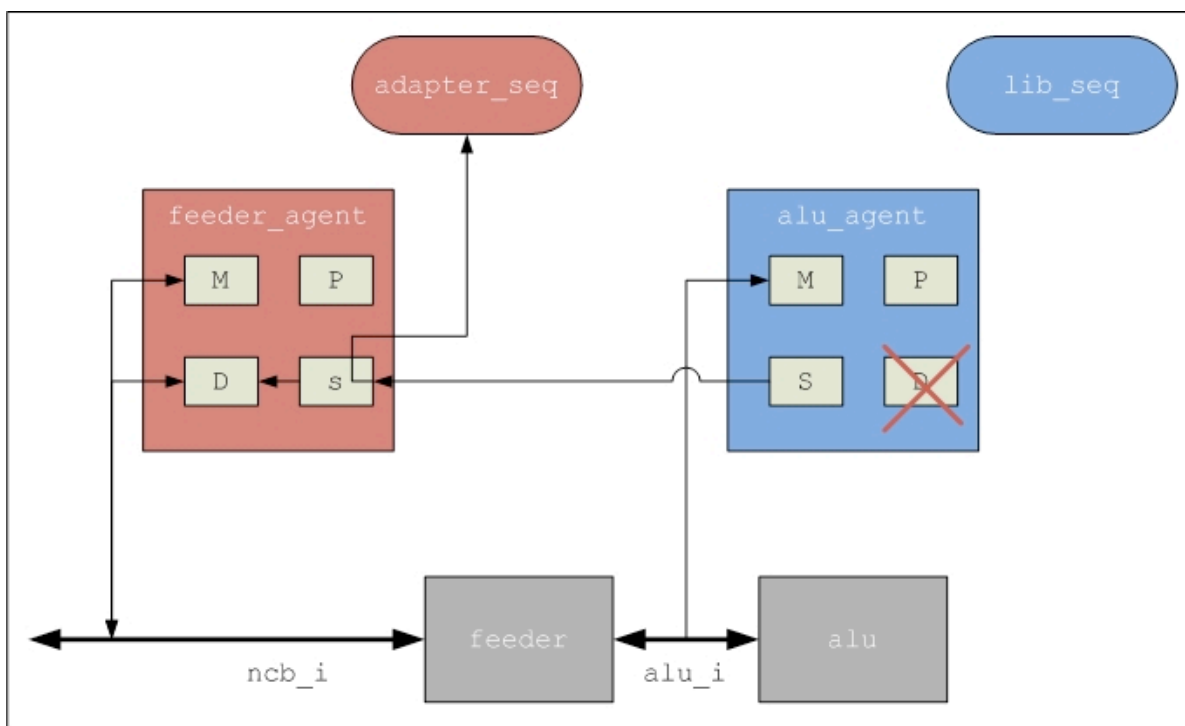 adapter_seq
lib_seq
feeder_agent
alu_agent
M
P
M
P
D
s
S
D
feeder
alu
ncb_i
alu_i